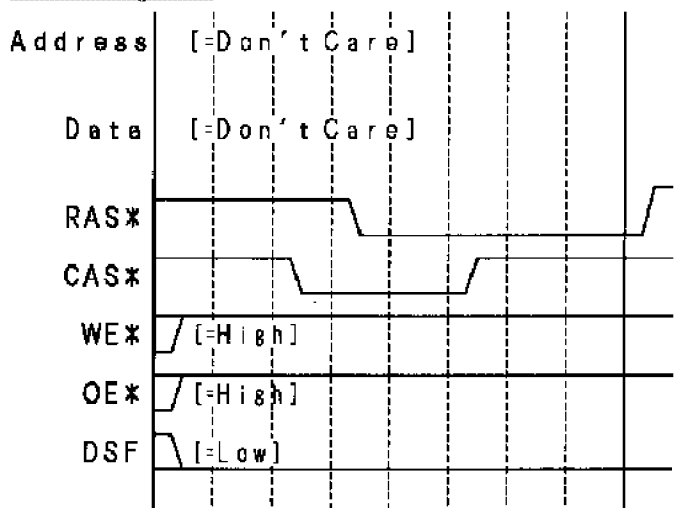 Address [=Don't Care]
Data [=Don't Care]
RAS*
CAS*
WE* [=High]
OE* [=High]
DSF [=Low]